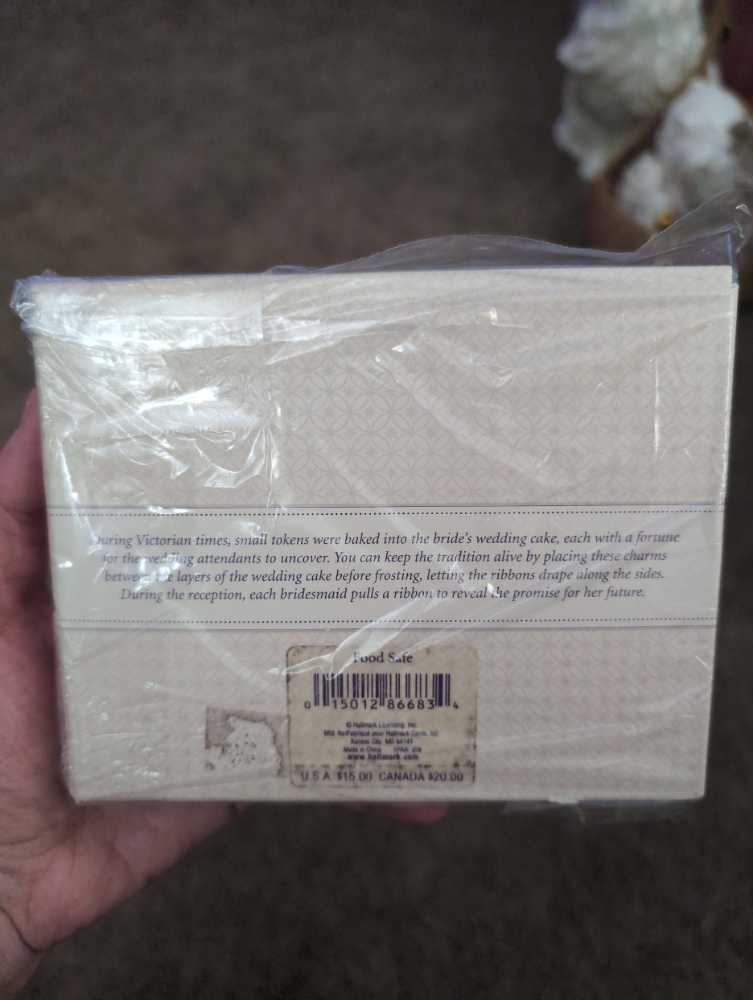 During Victorian times, small tokens were baked into the bride's wedding cake, each with a fortune
for the wedding attendants to uncover. You can keep the tradition alive by placing these charms
between the layers of the wedding cake before frosting, letting the ribbons drape along the sides.
During the reception, each bridesmaid pulls a ribbon to reveal the promise for her future.
Food Safe
0 15012 86683 4
© Hallmark Licensing, Inc.
Hallmark Cards, Inc.
Kansas City, MO 64141
Made in China
www.hallmark.com
U.S.A. $15.00 CANADA $20.00